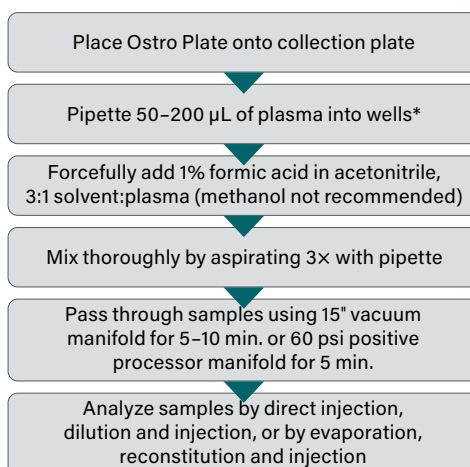 Place Ostro Plate onto collection plate
Pipette 50–200 µL of plasma into wells*
Forcefully add 1% formic acid in acetonitrile,
3:1 solvent:plasma (methanol not recommended)
Mix thoroughly by aspirating 3× with pipette
Pass through samples using 15" vacuum
manifold for 5–10 min. or 60 psi positive
processor manifold for 5 min.
Analyze samples by direct injection,
dilution and injection, or by evaporation,
reconstitution and injection